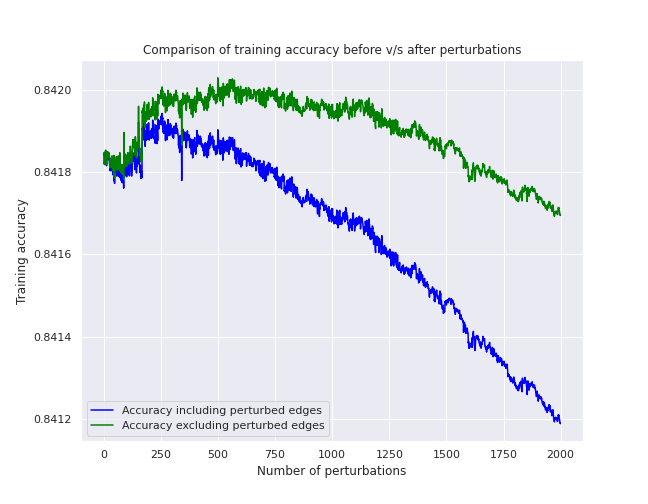 Comparison of training accuracy before v/s after perturbations
Training accuracy
0.8420
0.8418
0.8416
0.8414
0.8412
Accuracy including perturbed edges
Accuracy excluding perturbed edges
0 250 500 750 1000 1250 1500 1750 2000
Number of perturbations